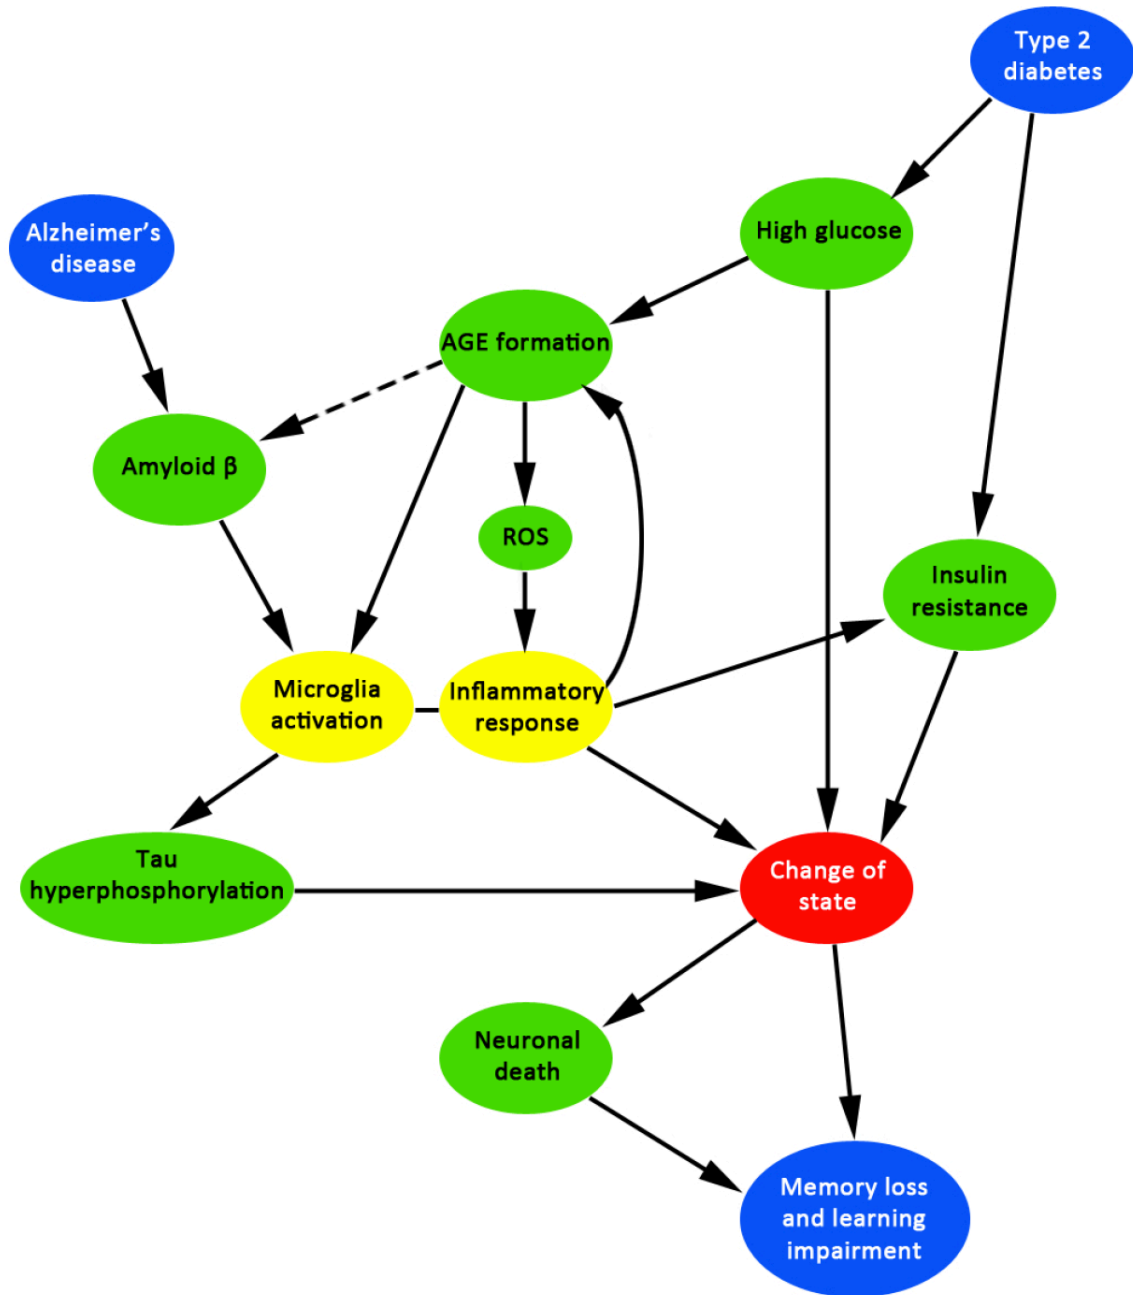 Type 2
diabetes
High glucose
Alzheimer's
disease
AGE formation
Amyloid β
ROS
Insulin
resistance
Microglia
activation
Inflammatory
response
Tau
hyperphosphorylation
Change of
state
Neuronal
death
Memory loss
and learning
impairment